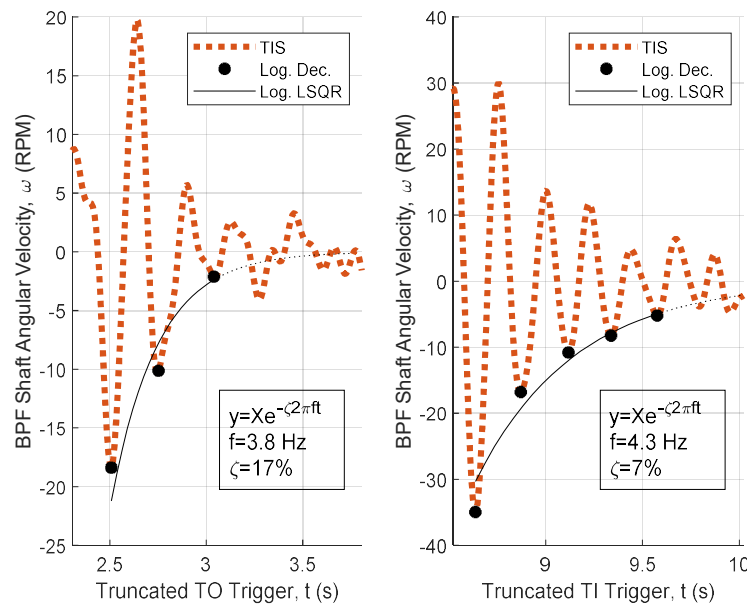 20
15
10
5
0
-5
-10
-15
-20
-25
BPF Shaft Angular Velocity, ω (RPM)
TIS
Log. Dec.
Log. LSQR
y=Xe^-ζ2πft
f=3.8 Hz
ζ=17%
2.5 3 3.5
Truncated TO Trigger, t (s)
40
30
20
10
0
-10
-20
-30
-40
BPF Shaft Angular Velocity, ω (RPM)
TIS
Log. Dec.
Log. LSQR
y=Xe^-ζ2πft
f=4.3 Hz
ζ=7%
9 9.5 10
Truncated TI Trigger, t (s)